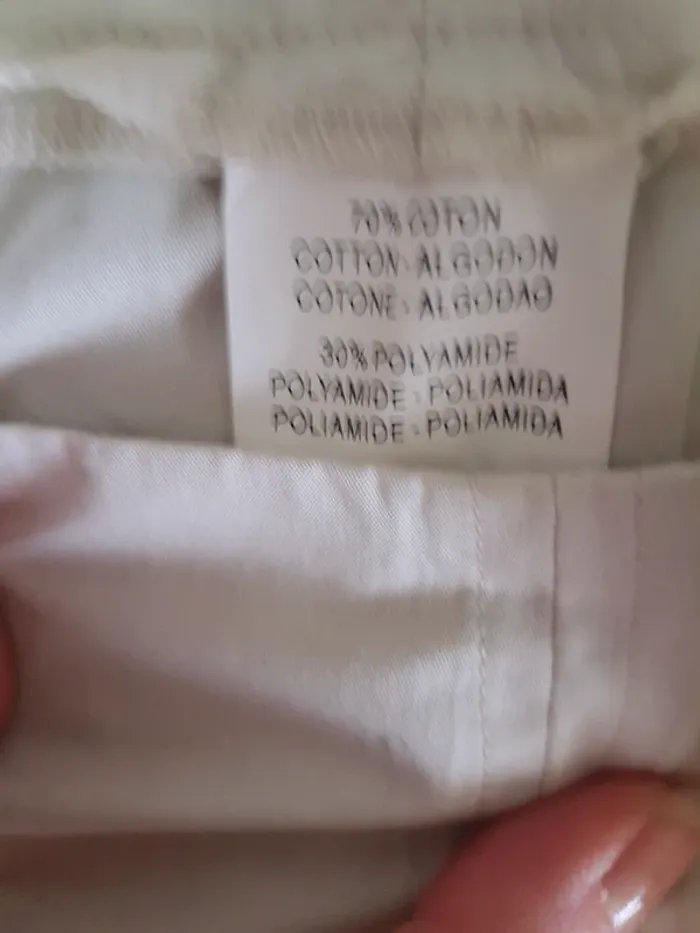 70% COTON
COTTON - ALGODON
COTONE - ALGODAO
30% POLYAMIDE
POLYAMIDE - POLIAMIDA
POLIAMIDE - POLIAMIDA